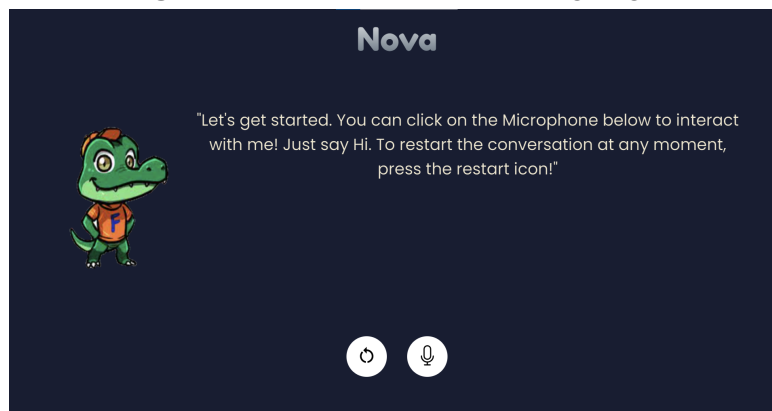 Nova
"Let's get started. You can click on the Microphone below to interact
with me! Just say Hi. To restart the conversation at any moment,
press the restart icon!"
F